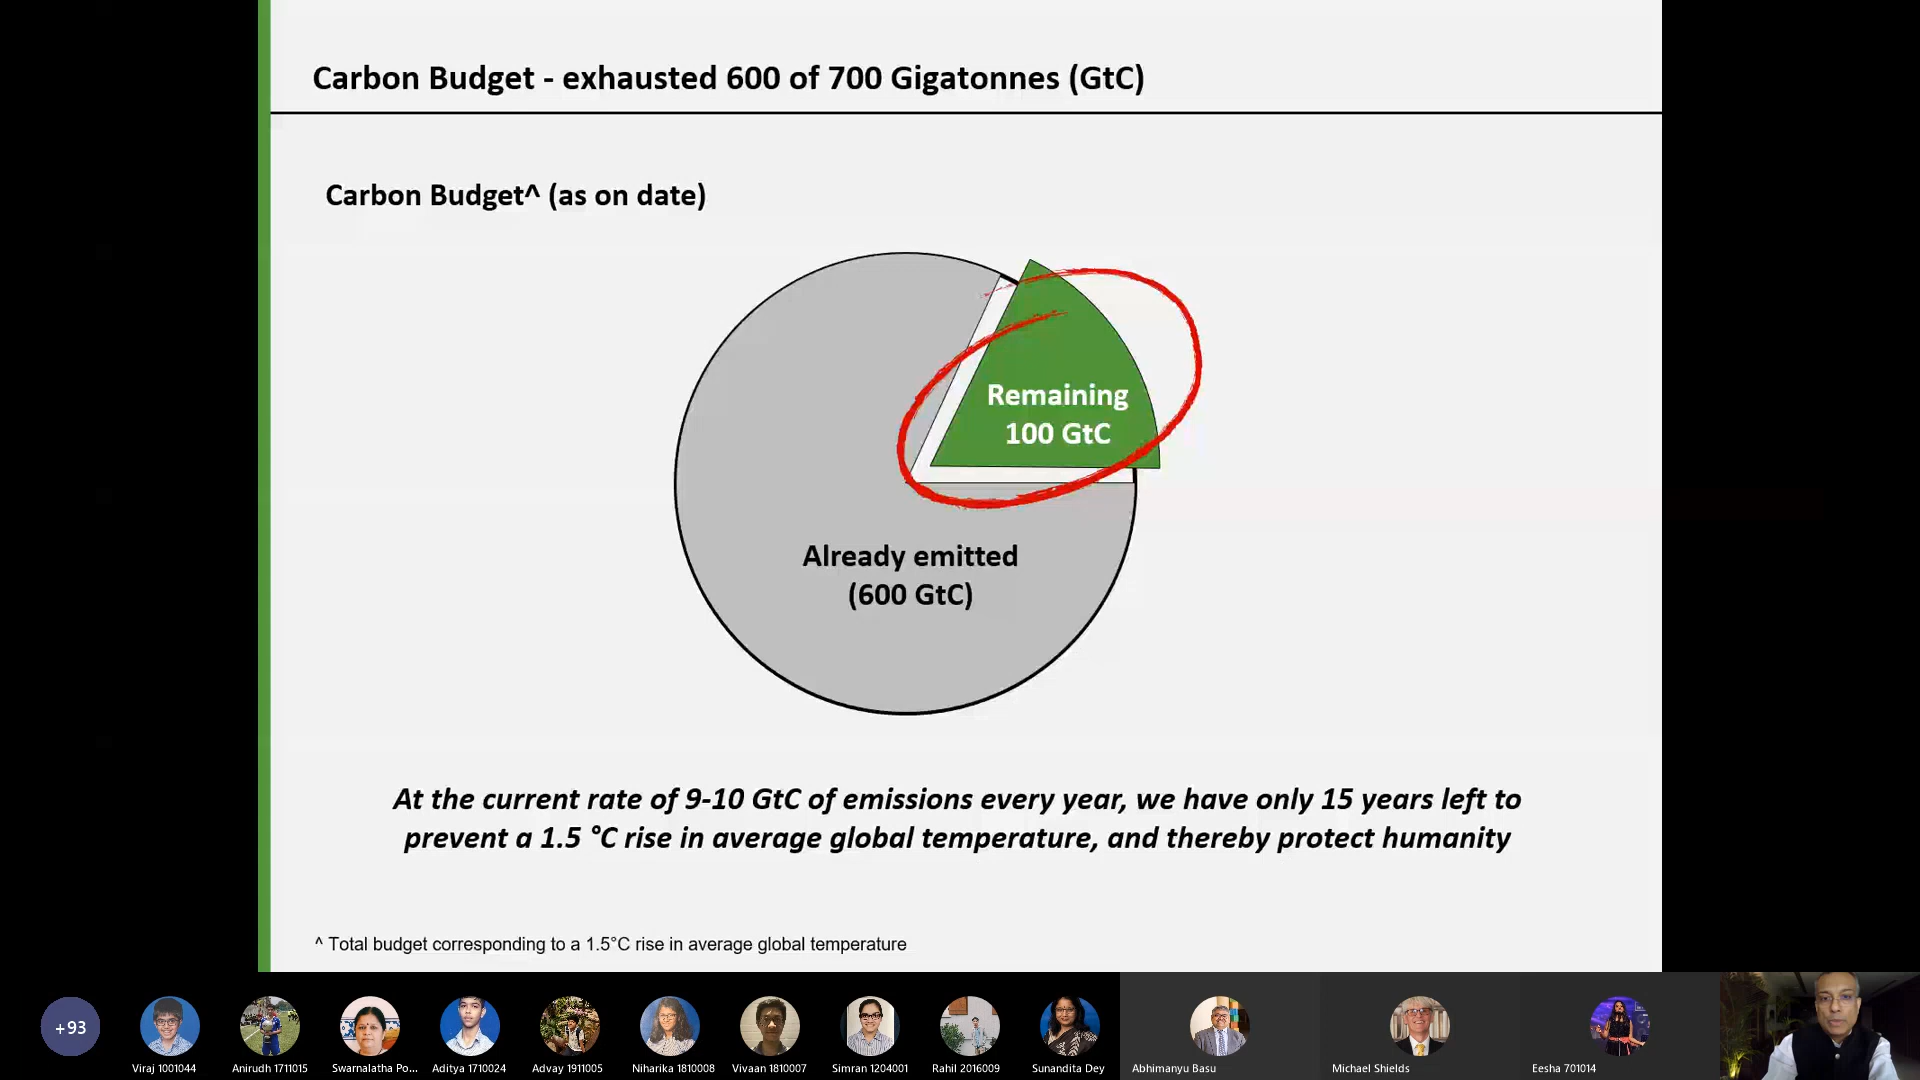 Carbon Budget - exhausted 600 of 700 Gigatonnes (GtC)
Carbon Budget^ (as on date)
Remaining
100 GtC
Already emitted
(600 GtC)
At the current rate of 9-10 GtC of emissions every year, we have only 15 years left to
prevent a 1.5 °C rise in average global temperature, and thereby protect humanity
^ Total budget corresponding to a 1.5°C rise in average global temperature
+93
Viraj 1001044
Anirudh 1711015
Swarnalatha Po...
Aditya 1710024
Advay 1911005
Niharika 1810008
Vivaan 1810007
Simran 1204001
Rahil 2016009
Sunandita Dey
Abhimanyu Basu
Michael Shields
Eesha 701014